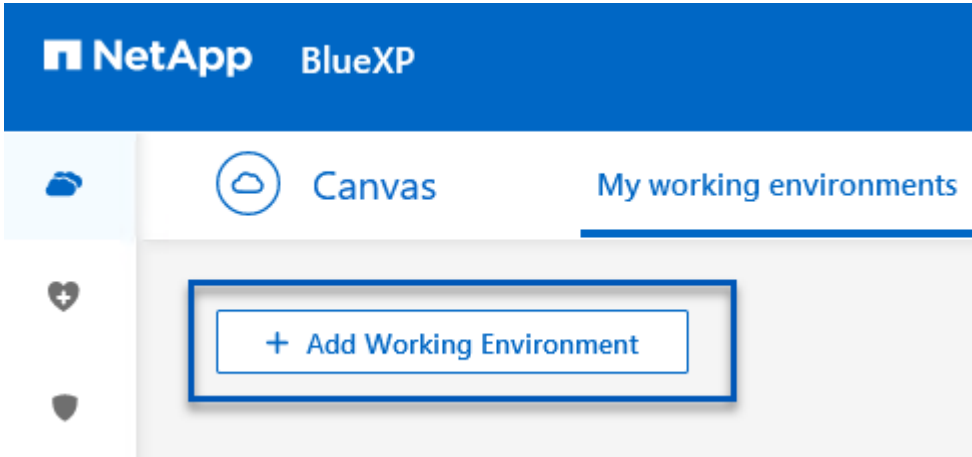 NetApp BlueXP
Canvas My working environments
+ Add Working Environment